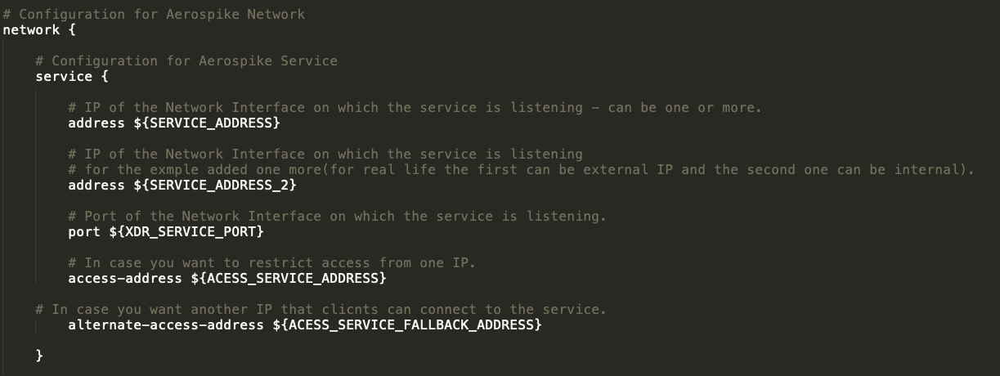 # Configuration for Aerospike Network
network {
# Configuration for Aerospike Service
service {
# IP of the Network Interface on which the service is listening – can be one or more.
address ${SERVICE_ADDRESS}
# IP of the Network Interface on which the service is listening
# for the exmple added one more(for real life the first can be external IP and the second one can be internal).
address ${SERVICE_ADDRESS_2}
# Port of the Network Interface on which the service is listening.
port ${XDR_SERVICE_PORT}
# In case you want to restrict access from one IP.
access-address ${ACESS_SERVICE_ADDRESS}
# In case you want another IP that clicnts can connect to the service.
alternate-access-address ${ACESS_SERVICE_FALLBACK_ADDRESS}
}